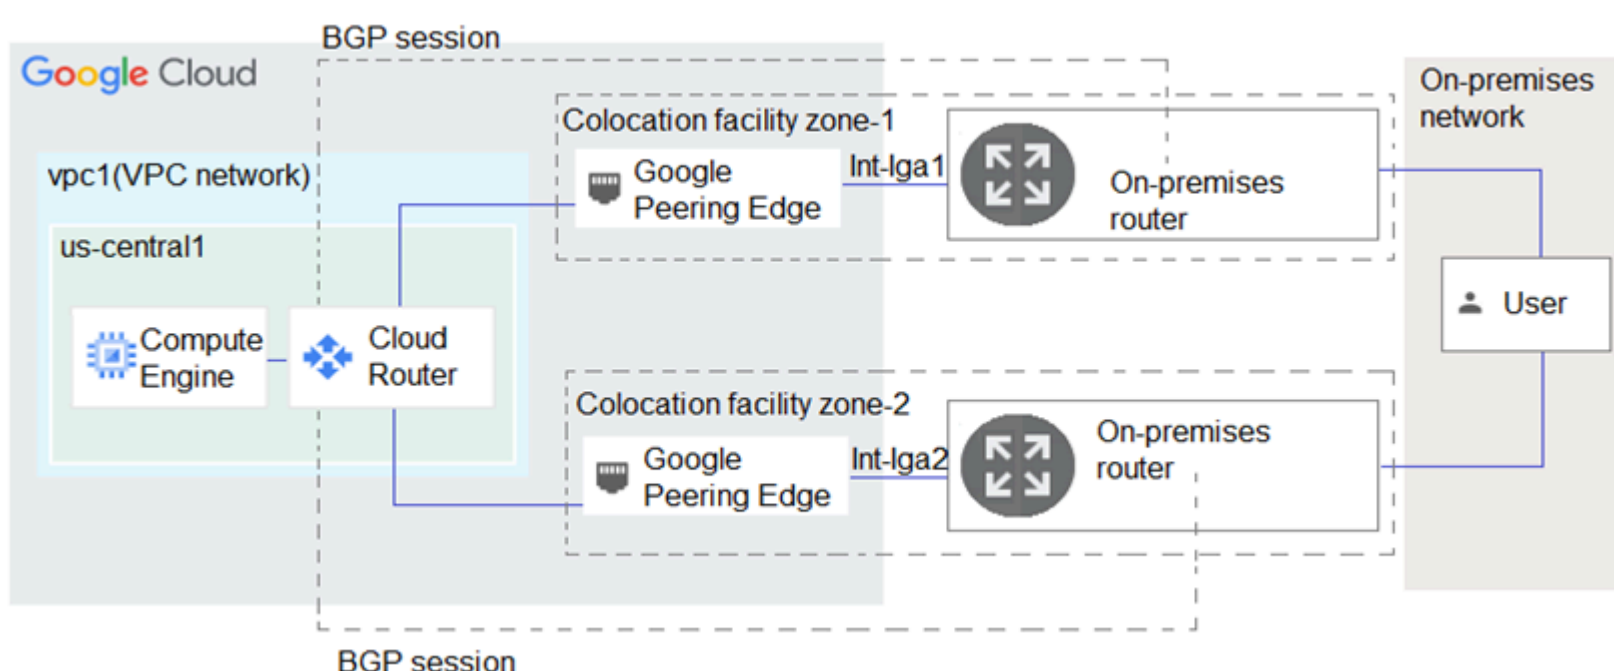 BGP session
Google Cloud
On-premises
network
Colocation facility zone-1
Google
Peering Edge
Int-lga1
On-premises
router
vpc1(VPC network)
us-central1
Compute
Engine
Cloud
Router
User
Colocation facility zone-2
Google
Peering Edge
Int-lga2
On-premises
router
BGP session